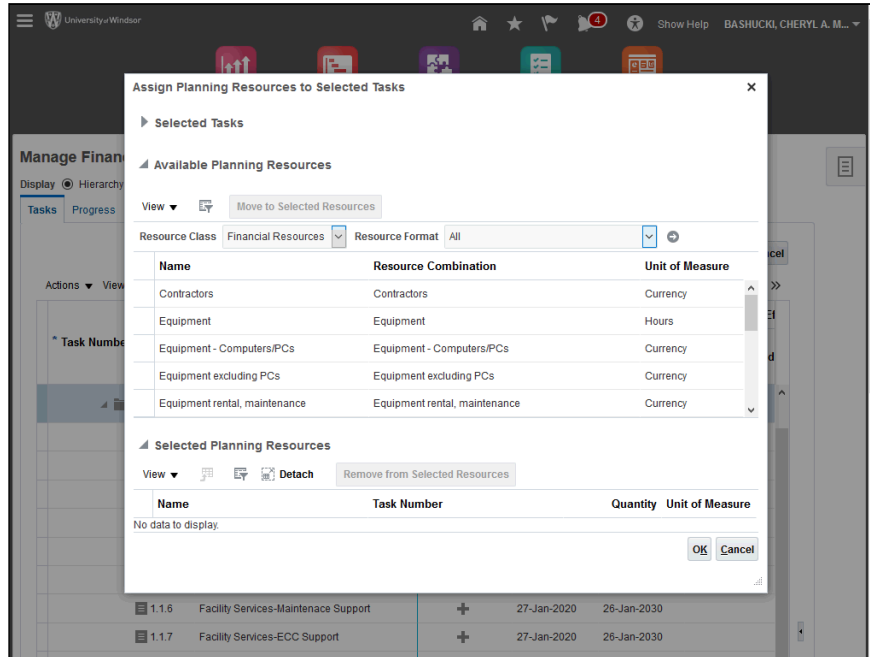 University of Windsor
4
Show Help BASHUCKI, CHERYL A. M...
Assign Planning Resources to Selected Tasks
Selected Tasks
Manage Finan
Available Planning Resources
Display Hierarchy
View Move to Selected Resources
Tasks Progress
Resource Class Financial Resources Resource Format All
cel
Name Resource Combination Unit of Measure
Actions View
Contractors Contractors Currency
Equipment Equipment Hours
* Task Numbe
Equipment - Computers/PCs Equipment - Computers/PCs Currency
d
Equipment excluding PCs Equipment excluding PCs Currency
Equipment rental, maintenance Equipment rental, maintenance Currency
Selected Planning Resources
View Detach Remove from Selected Resources
Name Task Number Quantity Unit of Measure
No data to display.
OK Cancel
1.1.6 Facility Services-Maintenace Support 27-Jan-2020 26-Jan-2030
1.1.7 Facility Services-ECC Support 27-Jan-2020 26-Jan-2030